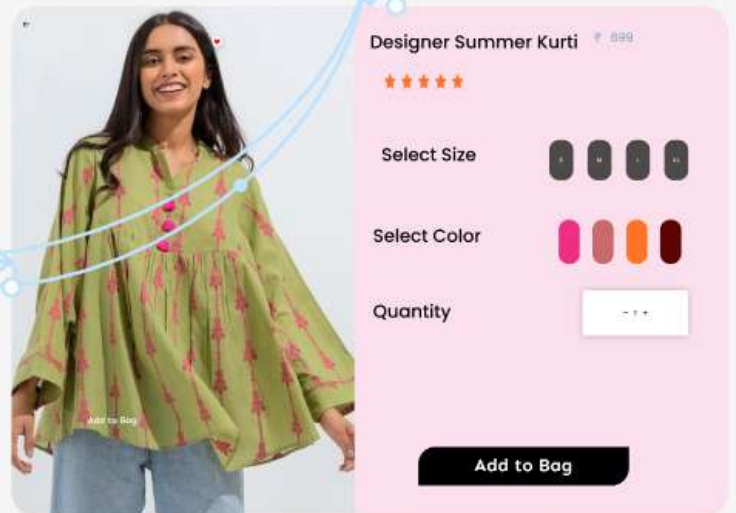 Designer Summer Kurti ₹ 699
Select Size
S M L XL
Select Color
Quantity
- 1 +
Add to Bag
Add to Bag